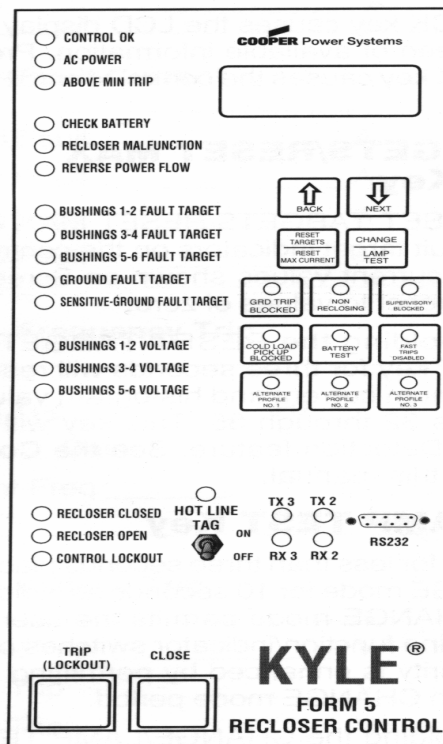 CONTROL OK
AC POWER
ABOVE MIN TRIP
CHECK BATTERY
RECLOSER MALFUNCTION
REVERSE POWER FLOW
BUSHINGS 1-2 FAULT TARGET
BUSHINGS 3-4 FAULT TARGET
BUSHINGS 5-6 FAULT TARGET
GROUND FAULT TARGET
SENSITIVE-GROUND FAULT TARGET
BUSHINGS 1-2 VOLTAGE
BUSHINGS 3-4 VOLTAGE
BUSHINGS 5-6 VOLTAGE
COOPER Power Systems
BACK
NEXT
RESET
TARGETS
RESET
MAX CURRENT
CHANGE
LAMP
TEST
GRD TRIP
BLOCKED
NON
RECLOSING
SUPERVISORY
BLOCKED
COLD LOAD
PICK UP
BLOCKED
BATTERY
TEST
FAST
TRIPS
DISABLED
ALTERNATE
PROFILE
NO. 1
ALTERNATE
PROFILE
NO. 2
ALTERNATE
PROFILE
NO. 3
RECLOSER CLOSED
RECLOSER OPEN
CONTROL LOCKOUT
HOT LINE
TAG
ON
OFF
TX 3 TX 2
RX 3 RX 2
RS232
TRIP
(LOCKOUT)
CLOSE
KYLE®
FORM 5
RECLOSER CONTROL